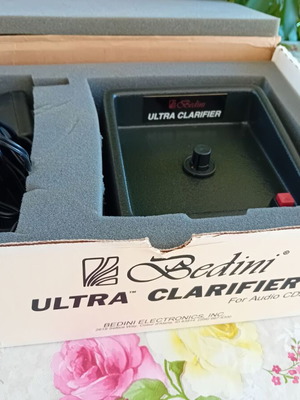 Bedini
ULTRA CLARIFIER
Bedini®
ULTRA™ CLARIFIER
For Audio CD
BEDINI ELECTRONICS, INC.